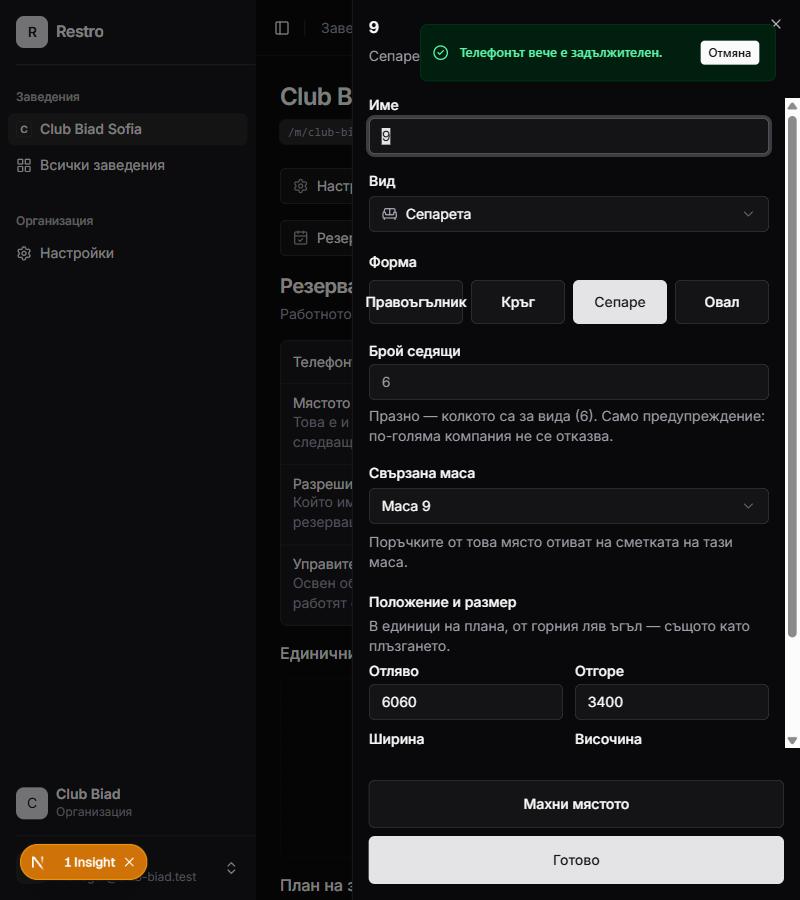 R
Restro
Заведения
C
Club Biad Sofia
Всички заведения
Организация
Настройки
C
Club Biad
Организация
1 Insight
-biad.test
Заве
Club B
/m/club-bi
Наст
Резер
Резерва
Работното
Телефон
Мястото
Това е и
следващ
Разреши
Който им
резервац
Управите
Освен об
работят
Единични
План на з
9
Сепаре
Телефонът вече е задължителен.
Отмяна
Име
9
Вид
Сепарета
Форма
Правоъгълник
Кръг
Сепаре
Овал
Брой седящи
6
Празно — колкото са за вида (6). Само предупреждение:
по-голяма компания не се отказва.
Свързана маса
Маса 9
Поръчките от това място отиват на сметката на тази
маса.
Положение и размер
В единици на плана, от горния ляв ъгъл — същото като
плъзгането.
Отляво
Отгоре
6060
3400
Ширина
Височина
Махни мястото
Готово